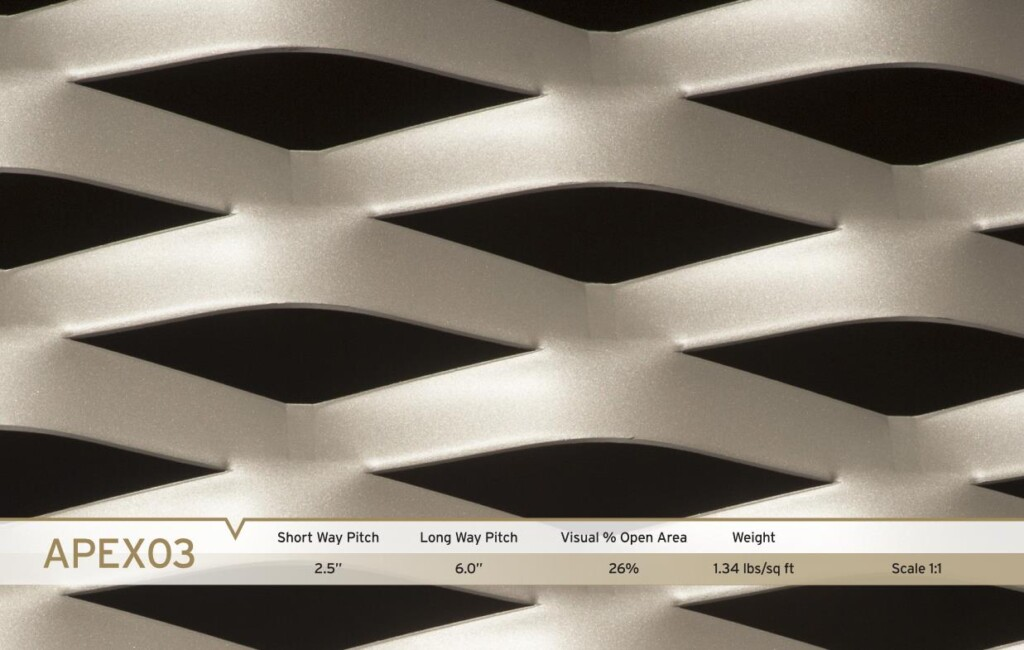 APEX03
Short Way Pitch Long Way Pitch Visual % Open Area Weight
2.5" 6.0" 26% 1.34 lbs/sq ft Scale 1:1